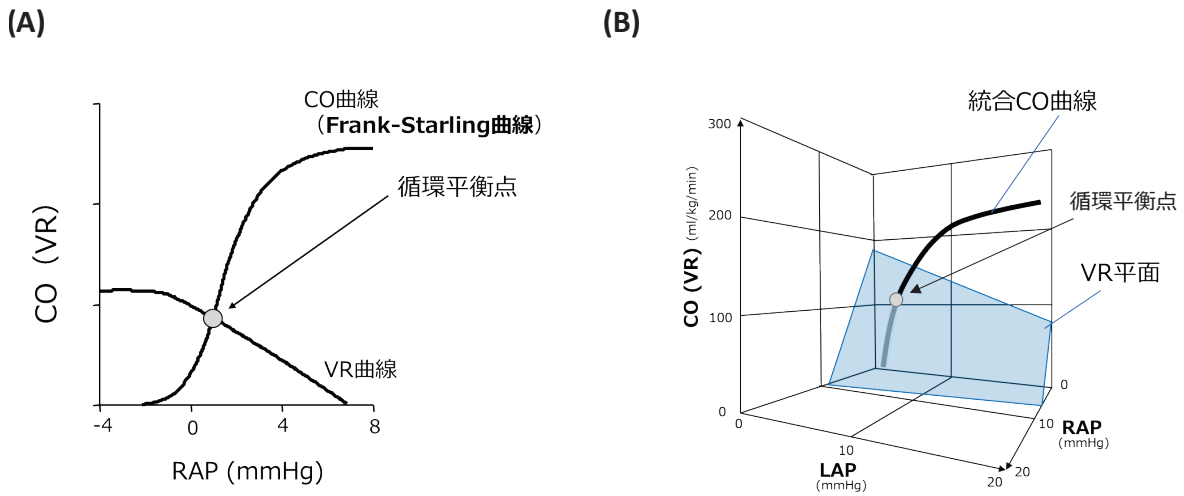 (A)
CO曲線
（Frank-Starling曲線）
循環平衡点
CO（VR）
VR曲線
-4
0
4
8
RAP (mmHg)
(B)
統合CO曲線
300
循環平衡点
200
VR平面
CO (VR) (ml/kg/min)
100
0
0
0
10
RAP
(mmHg)
10
LAP
(mmHg)
20
20